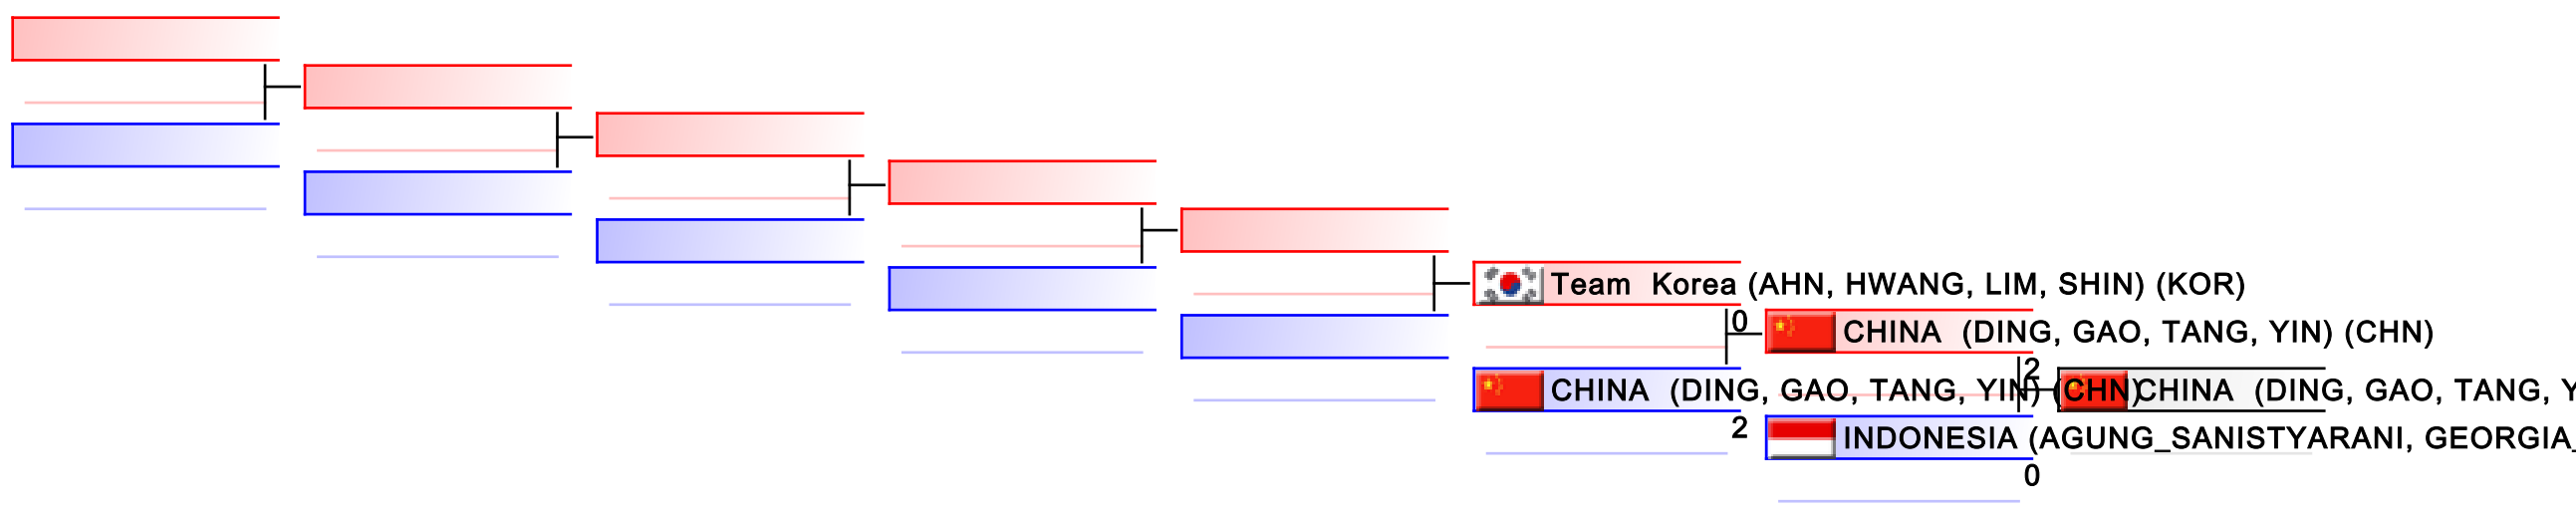 Team Korea (AHN, HWANG, LIM, SHIN) (KOR)
0
CHINA (DING, GAO, TANG, YIN) (CHN)
2
CHINA (DING, GAO, TANG, YIN) (CHN)
CHINA (DING, GAO, TANG,
2
INDONESIA (AGUNG_SANISTYARANI, GEORGIA_
0